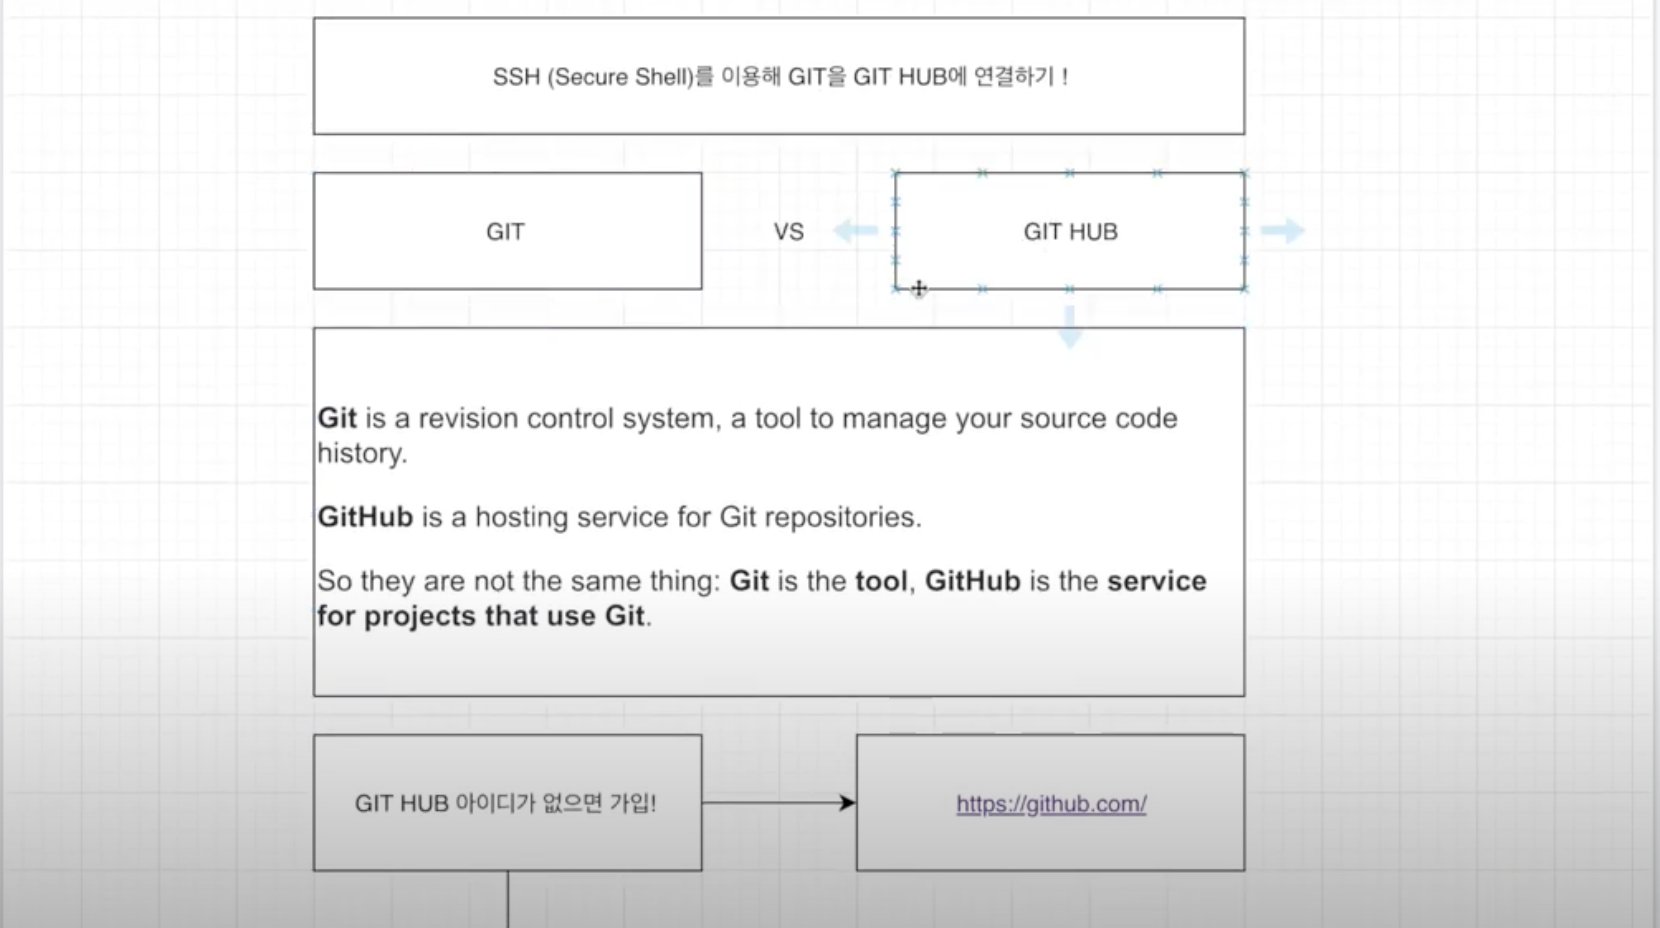 SSH (Secure Shell)를 이용해 GIT을 GIT HUB에 연결하기 !
GIT
VS
GIT HUB
Git is a revision control system, a tool to manage your source code
history.
GitHub is a hosting service for Git repositories.
So they are not the same thing: Git is the tool, GitHub is the service
for projects that use Git.
GIT HUB 아이디가 없으면 가입!
https://github.com/